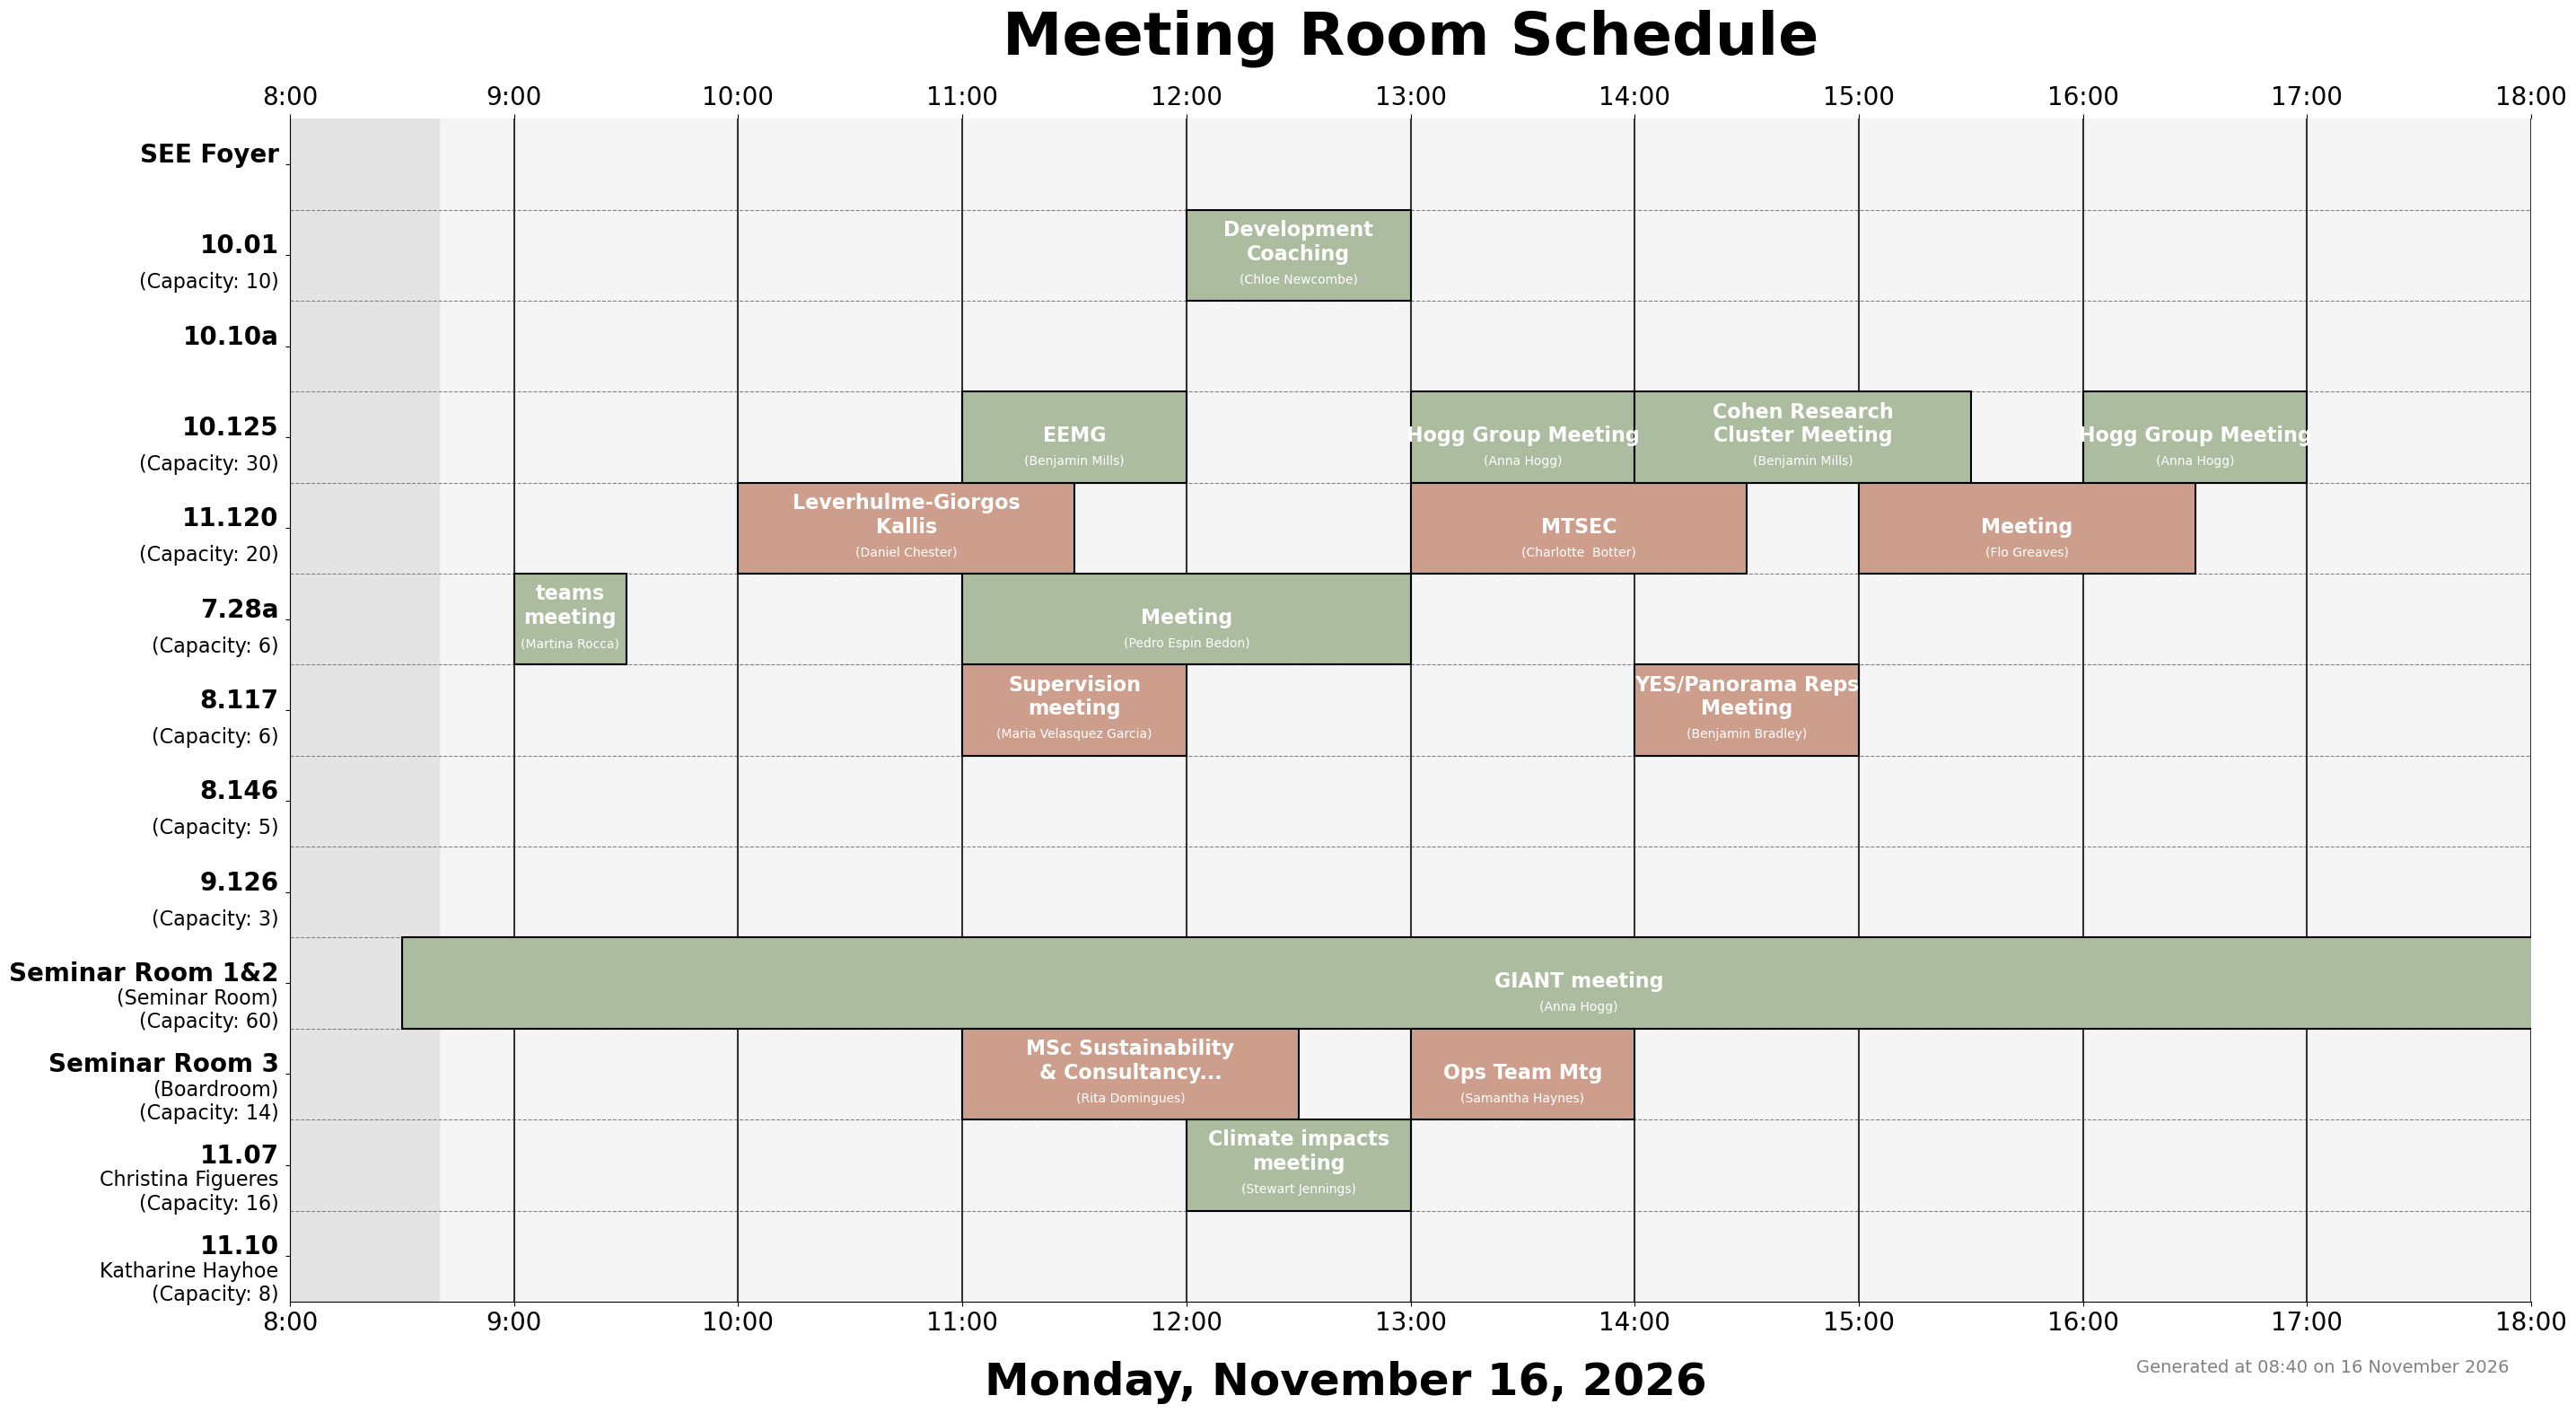 Meeting Room Schedule
8:00 9:00 10:00 11:00 12:00 13:00 14:00 15:00 16:00 17:00 18:00
SEE Foyer
10.01
(Capacity: 10)
Development
Coaching
(Chloe Newcombe)
10.10a
10.125
(Capacity: 30)
EEMG
(Benjamin Mills)
Hogg Group Meeting
(Anna Hogg)
Cohen Research
Cluster Meeting
(Benjamin Mills)
Hogg Group Meeting
(Anna Hogg)
11.120
(Capacity: 20)
Leverhulme-Giorgos
Kallis
(Daniel Chester)
MTSEC
(Charlotte  Botter)
Meeting
(Flo Greaves)
7.28a
(Capacity: 6)
teams
meeting
(Martina Rocca)
Meeting
(Pedro Espin Bedon)
8.117
(Capacity: 6)
Supervision
meeting
(Maria Velasquez Garcia)
YES/Panorama Reps
Meeting
(Benjamin Bradley)
8.146
(Capacity: 5)
9.126
(Capacity: 3)
Seminar Room 1&2
(Seminar Room)
(Capacity: 60)
GIANT meeting
(Anna Hogg)
Seminar Room 3
(Boardroom)
(Capacity: 14)
MSc Sustainability
& Consultancy...
(Rita Domingues)
Ops Team Mtg
(Samantha Haynes)
11.07
Christina Figueres
(Capacity: 16)
Climate impacts
meeting
(Stewart Jennings)
11.10
Katharine Hayhoe
(Capacity: 8)
8:00 9:00 10:00 11:00 12:00 13:00 14:00 15:00 16:00 17:00 18:00
Monday, November 16, 2026
Generated at 08:40 on 16 November 2026